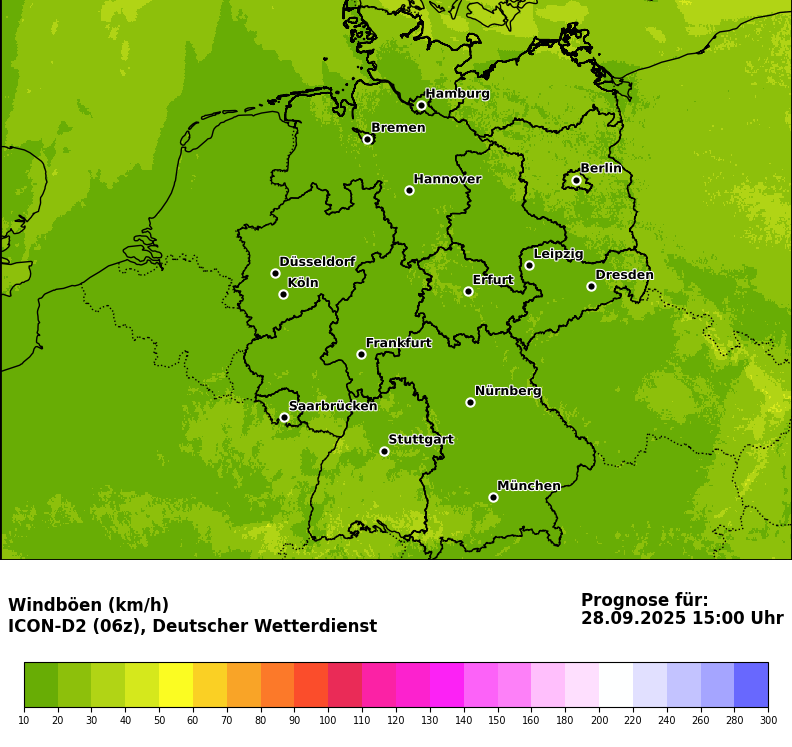 Hamburg
Bremen
Berlin
Hannover
Leipzig
Düsseldorf
Dresden
Köln
Erfurt
Frankfurt
Nürnberg
Saarbrücken
Stuttgart
München
Windböen (km/h)
ICON-D2 (06z), Deutscher Wetterdienst
Prognose für:
28.09.2025 15:00 Uhr
10 20 30 40 50 60 70 80 90 100 110 120 130 140 150 160 180 200 220 240 260 280 300